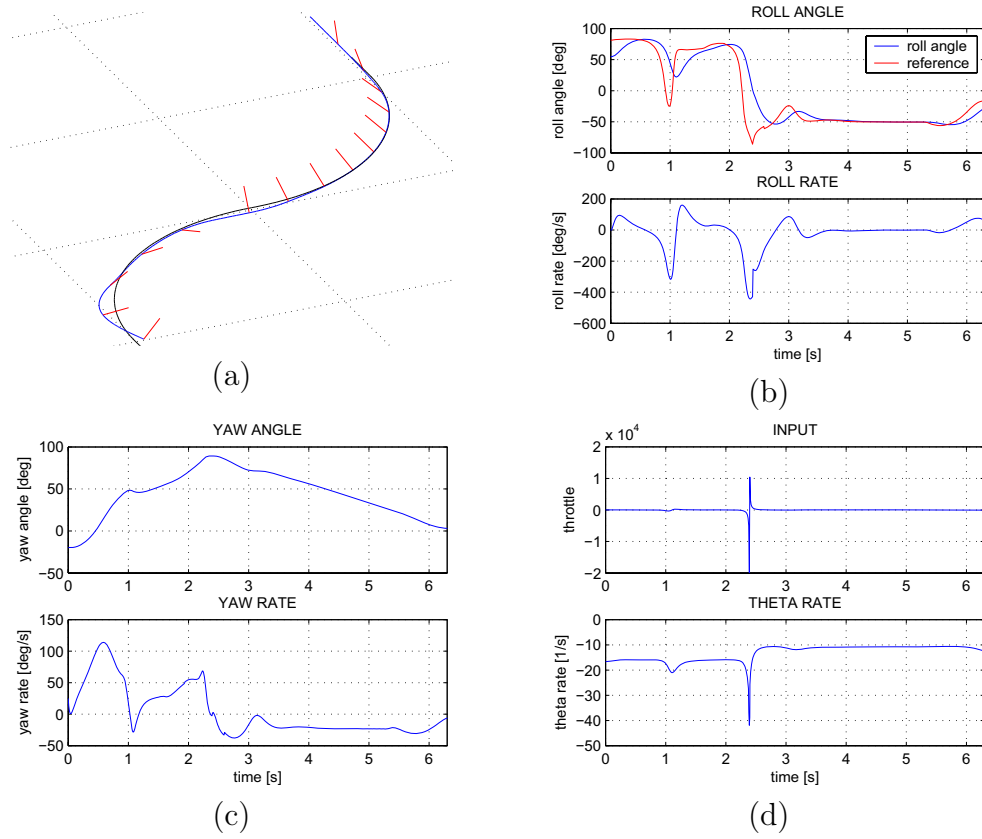 (a)
ROLL ANGLE
roll angle [deg]
100
50
0
−50
−100
0 1 2 3 4 5 6
roll angle
reference
ROLL RATE
roll rate [deg/s]
200
0
−200
−400
−600
0 1 2 3 4 5 6
time [s]
(b)
YAW ANGLE
yaw angle [deg]
100
50
0
−50
0 1 2 3 4 5 6
YAW RATE
yaw rate [deg/s]
150
100
50
0
−50
0 1 2 3 4 5 6
time [s]
(c)
INPUT
x 10^4
throttle
2
1
0
−1
−2
0 1 2 3 4 5 6
THETA RATE
theta rate [1/s]
0
−10
−20
−30
−40
−50
0 1 2 3 4 5 6
time [s]
(d)